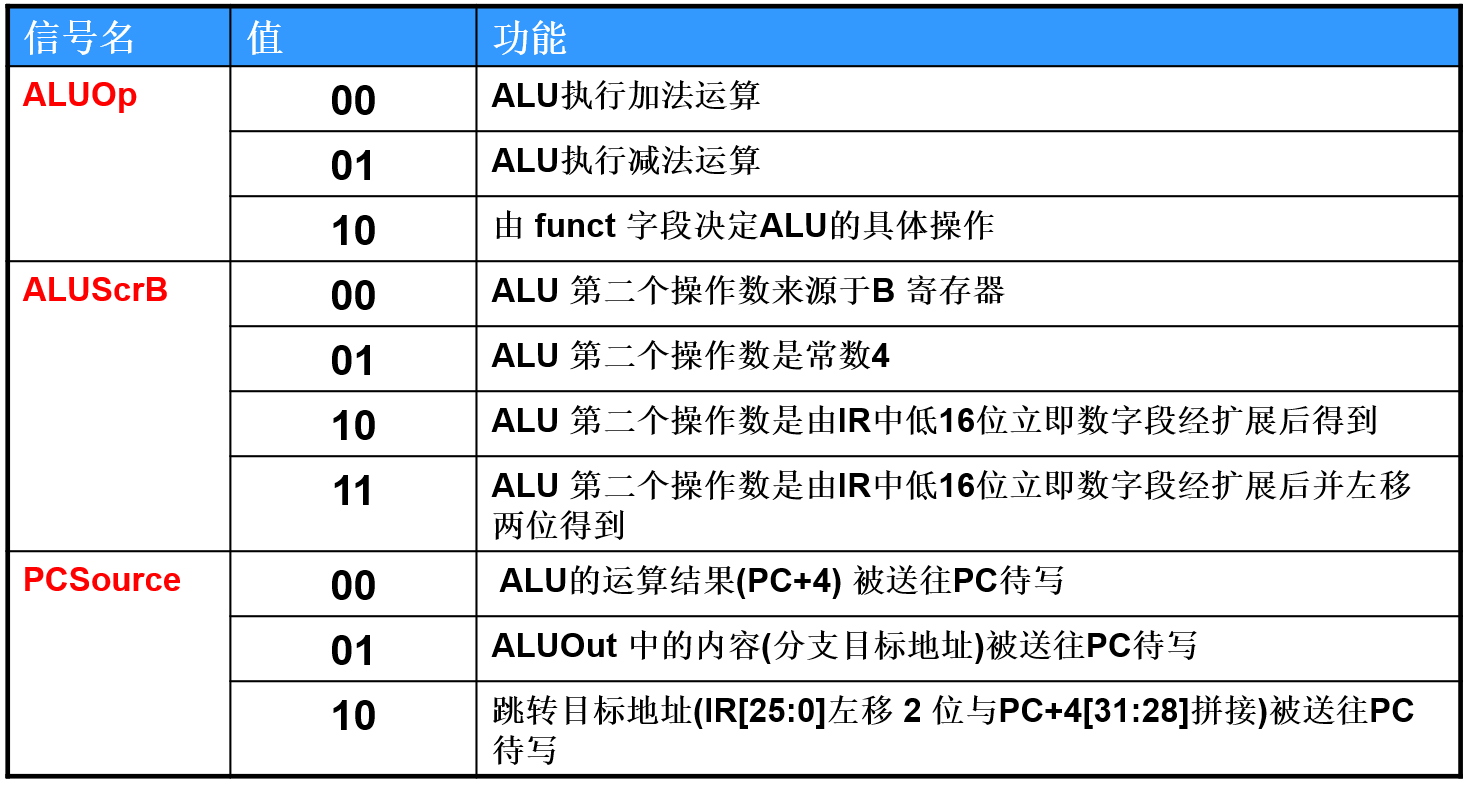 信号名 值 功能
ALUOp 00 ALU执行加法运算
01 ALU执行减法运算
10 由 funct 字段决定ALU的具体操作
ALUScrB 00 ALU 第二个操作数来源于B 寄存器
01 ALU 第二个操作数是常数4
10 ALU 第二个操作数是由IR中低16位立即数字段经扩展后得到
11 ALU 第二个操作数是由IR中低16位立即数字段经扩展后并左移
两位得到
PCSource 00 ALU的运算结果(PC+4) 被送往PC待写
01 ALUOut 中的内容(分支目标地址)被送往PC待写
10 跳转目标地址(IR[25:0]左移 2 位与PC+4[31:28]拼接)被送往PC
待写